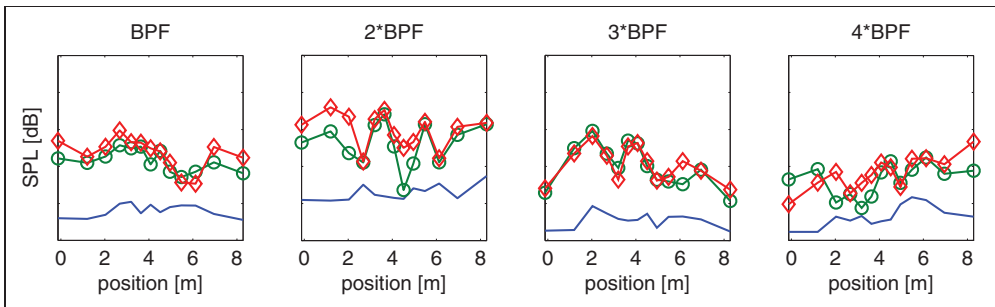 BPF
2*BPF
3*BPF
4*BPF
SPL [dB]
0 2 4 6 8
0 2 4 6 8
0 2 4 6 8
0 2 4 6 8
position [m]
position [m]
position [m]
position [m]